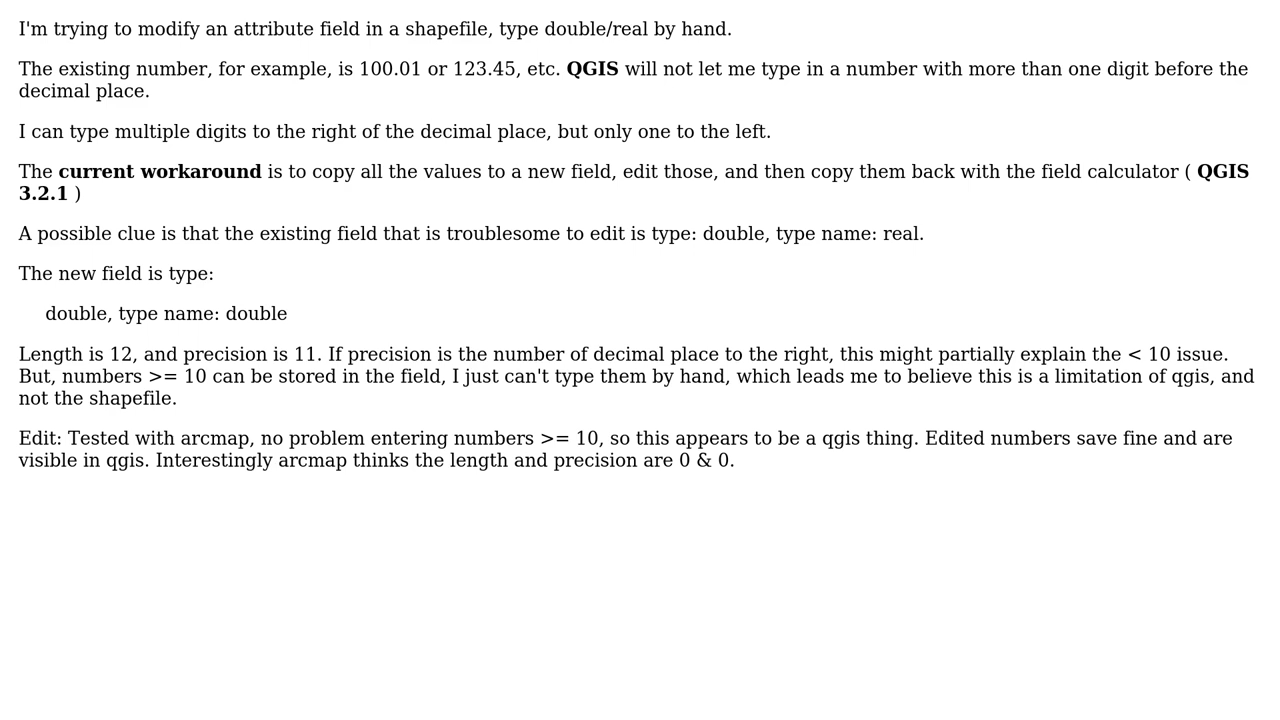 I'm trying to modify an attribute field in a shapefile, type double/real by hand.
The existing number, for example, is 100.01 or 123.45, etc. QGIS will not let me type in a number with more than one digit before the
decimal place.
I can type multiple digits to the right of the decimal place, but only one to the left.
The current workaround is to copy all the values to a new field, edit those, and then copy them back with the field calculator ( QGIS
3.2.1 )
A possible clue is that the existing field that is troublesome to edit is type: double, type name: real.
The new field is type:
double, type name: double
Length is 12, and precision is 11. If precision is the number of decimal place to the right, this might partially explain the < 10 issue.
But, numbers >= 10 can be stored in the field, I just can't type them by hand, which leads me to believe this is a limitation of qgis, and
not the shapefile.
Edit: Tested with arcmap, no problem entering numbers >= 10, so this appears to be a qgis thing. Edited numbers save fine and are
visible in qgis. Interestingly arcmap thinks the length and precision are 0 & 0.